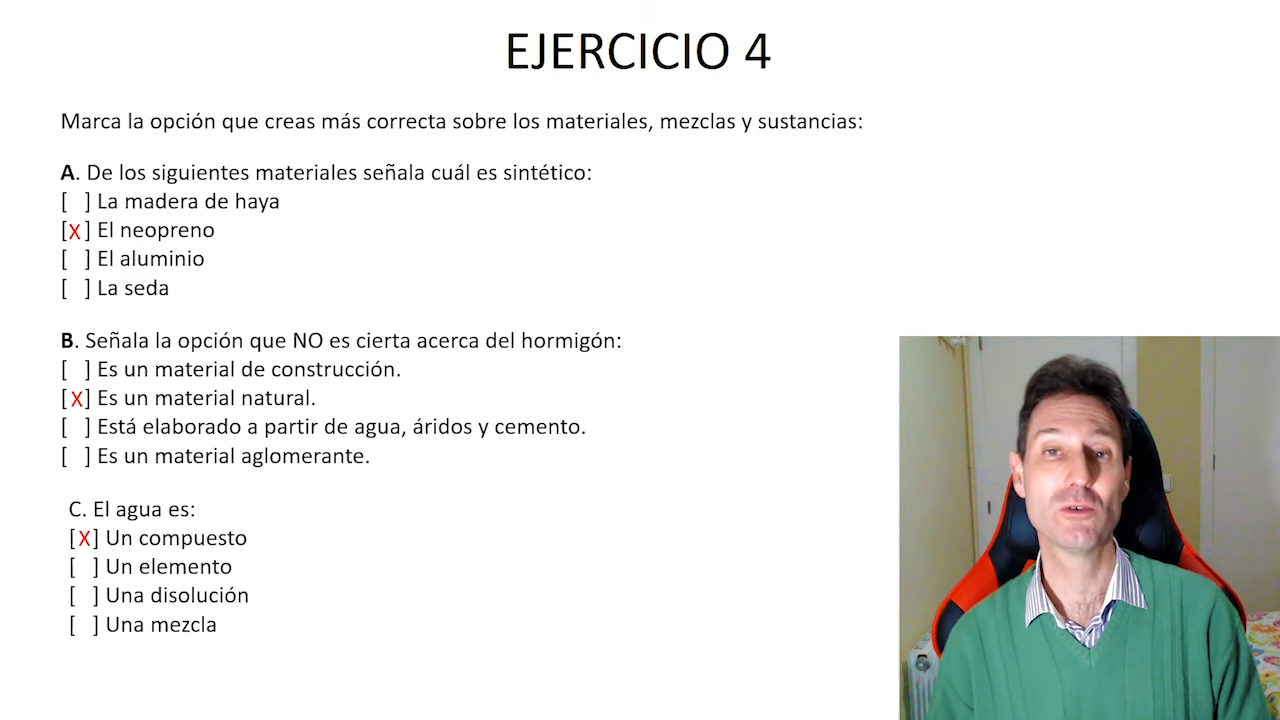 EJERCICIO 4
Marca la opción que creas más correcta sobre los materiales, mezclas y sustancias:
A. De los siguientes materiales señala cuál es sintético:
[ ] La madera de haya
[X] El neopreno
[ ] El aluminio
[ ] La seda
B. Señala la opción que NO es cierta acerca del hormigón:
[ ] Es un material de construcción.
[X] Es un material natural.
[ ] Está elaborado a partir de agua, áridos y cemento.
[ ] Es un material aglomerante.
C. El agua es:
[X] Un compuesto
[ ] Un elemento
[ ] Una disolución
[ ] Una mezcla